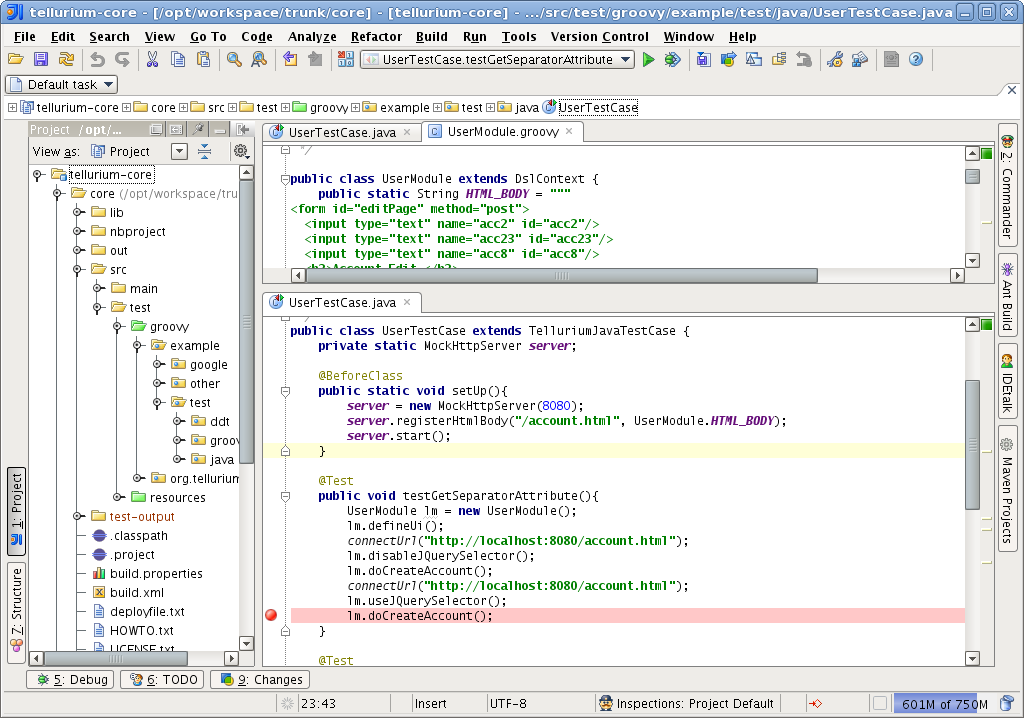 tellurium-core - [/opt/workspace/trunk/core] - [tellurium-core] - .../src/test/groovy/example/test/java/UserTestCase.java
File Edit Search View Go To Code Analyze Refactor Build Run Tools Version Control Window Help
UserTestCase.testGetSeparatorAttribute
Default task
tellurium-core core src test groovy example test java UserTestCase
Project /opt/...
View as: Project
tellurium-core
core (/opt/workspace/tru
lib
nbproject
out
src
main
test
groovy
example
google
other
test
ddt
groov
java
org.tellurium
resources
test-output
.classpath
.project
build.properties
build.xml
deployfile.txt
HOWTO.txt
LICENSE.txt
1: Project
7: Structure
UserTestCase.java UserModule.groovy
*/
public class UserModule extends DslContext {
public static String HTML_BODY = """
<form id="editPage" method="post">
<input type="text" name="acc2" id="acc2"/>
<input type="text" name="acc23" id="acc23"/>
<input type="text" name="acc8" id="acc8"/>
<h2>Account Edit </h2>
UserTestCase.java
public class UserTestCase extends TelluriumJavaTestCase {
private static MockHttpServer server;
@BeforeClass
public static void setUp(){
server = new MockHttpServer(8080);
server.registerHtmlBody("/account.html", UserModule.HTML_BODY);
server.start();
}
@Test
public void testGetSeparatorAttribute(){
UserModule lm = new UserModule();
lm.defineUi();
connectUrl("http://localhost:8080/account.html");
lm.disableJQuerySelector();
lm.doCreateAccount();
connectUrl("http://localhost:8080/account.html");
lm.useJQuerySelector();
lm.doCreateAccount();
}
@Test
2: Commander
Ant Build
IDEtalk
Maven Projects
5: Debug 6: TODO 9: Changes
23:43 Insert UTF-8 Inspections: Project Default 601M of 750M